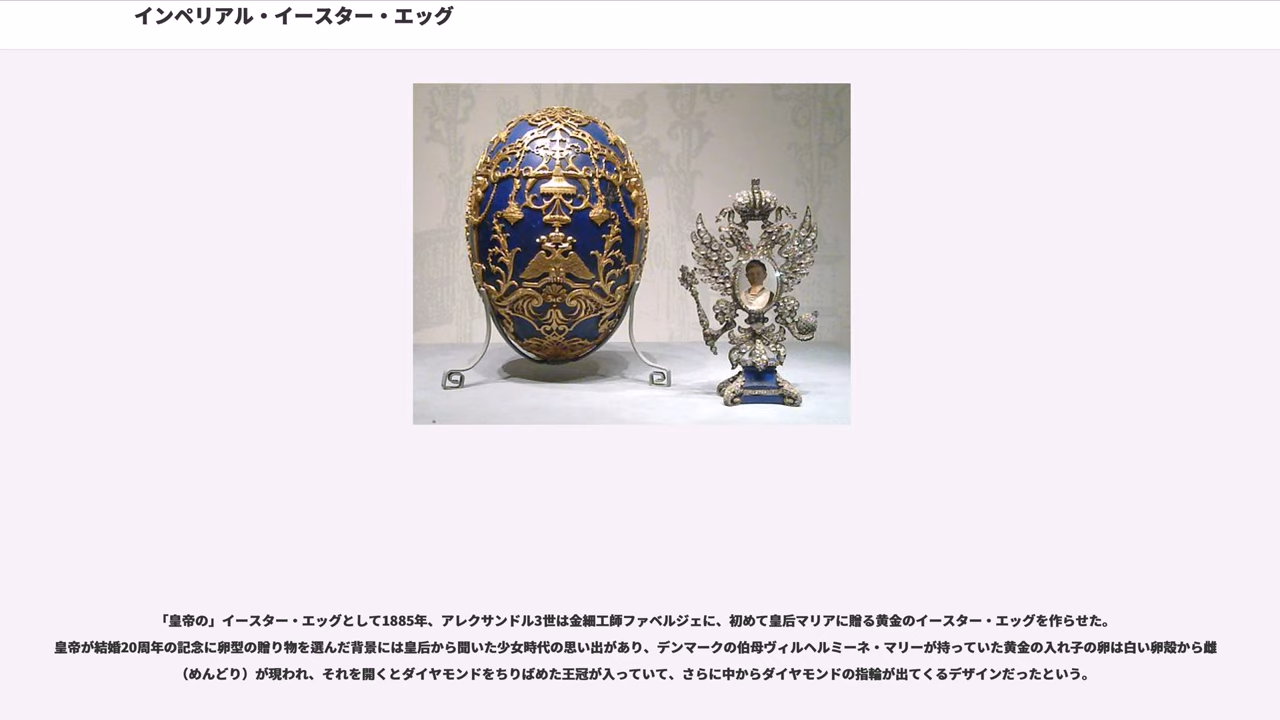 インペリアル・イースター・エッグ
「皇帝の」イースター・エッグとして1885年、アレクサンドル3世は金細工師ファベルジェに、初めて皇后マリアに贈る黄金のイースター・エッグを作らせた。
皇帝が結婚20周年の記念に卵型の贈り物を選んだ背景には皇后から聞いた少女時代の思い出があり、デンマークの伯母ヴィルヘルミーネ・マリーが持っていた黄金の入れ子の卵は白い卵殻から雌
（めんどり）が現われ、それを開くとダイヤモンドをちりばめた王冠が入っていて、さらに中からダイヤモンドの指輪が出てくるデザインだったという。